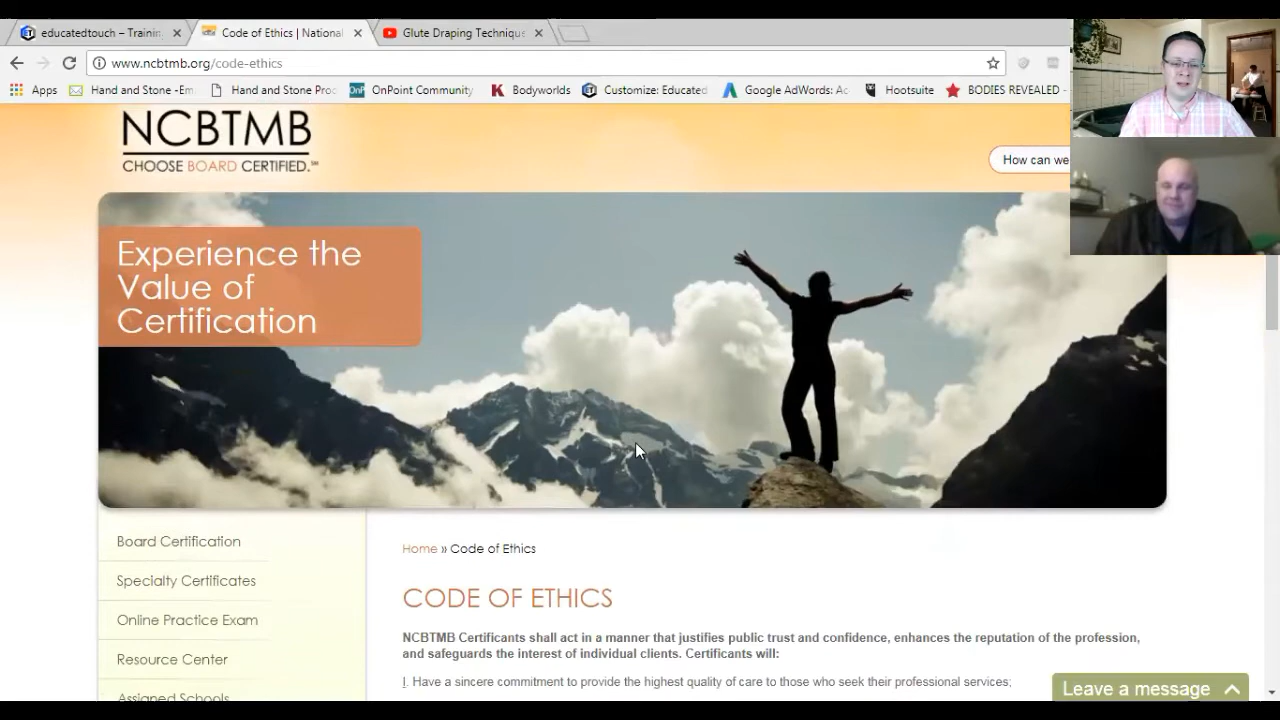 educatedtouch – Trainin
Code of Ethics | National
Glute Draping Technique
www.ncbtmb.org/code-ethics
Apps
Hand and Stone -Em
Hand and Stone Pro
OnP
OnPoint Community
Bodyworlds
Customize: Educated
Google AdWords: Ac
Hootsuite
BODIES REVEALED -
NCBTMB
CHOOSE BOARD CERTIFIED.℠
How can we
Experience the
Value of
Certification
Board Certification
Specialty Certificates
Online Practice Exam
Resource Center
Assigned Schools
Home » Code of Ethics
CODE OF ETHICS
NCBTMB Certificants shall act in a manner that justifies public trust and confidence, enhances the reputation of the profession,
and safeguards the interest of individual clients. Certificants will:
I. Have a sincere commitment to provide the highest quality of care to those who seek their professional services;
Leave a message